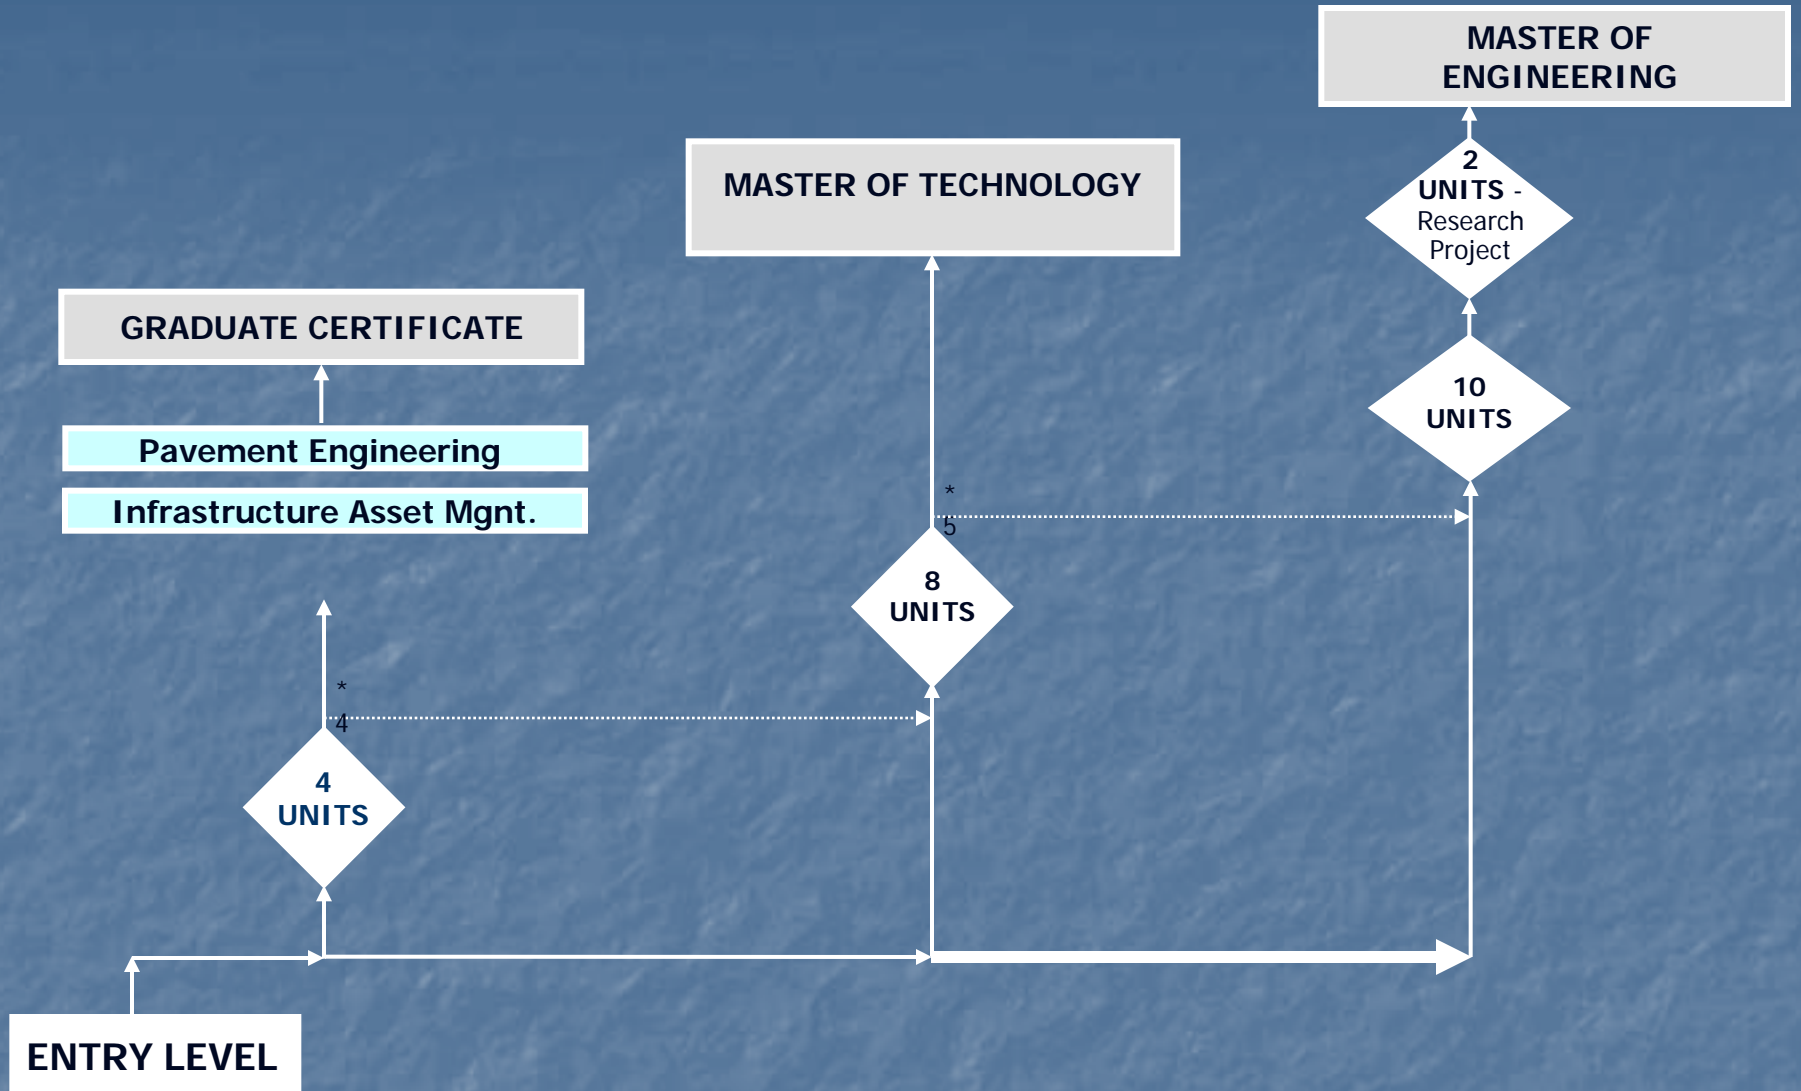 MASTER OF
ENGINEERING
2
UNITS -
Research
Project
MASTER OF TECHNOLOGY
GRADUATE CERTIFICATE
Pavement Engineering
Infrastructure Asset Mgnt.
10
UNITS
*
5
8
UNITS
*
4
4
UNITS
ENTRY LEVEL